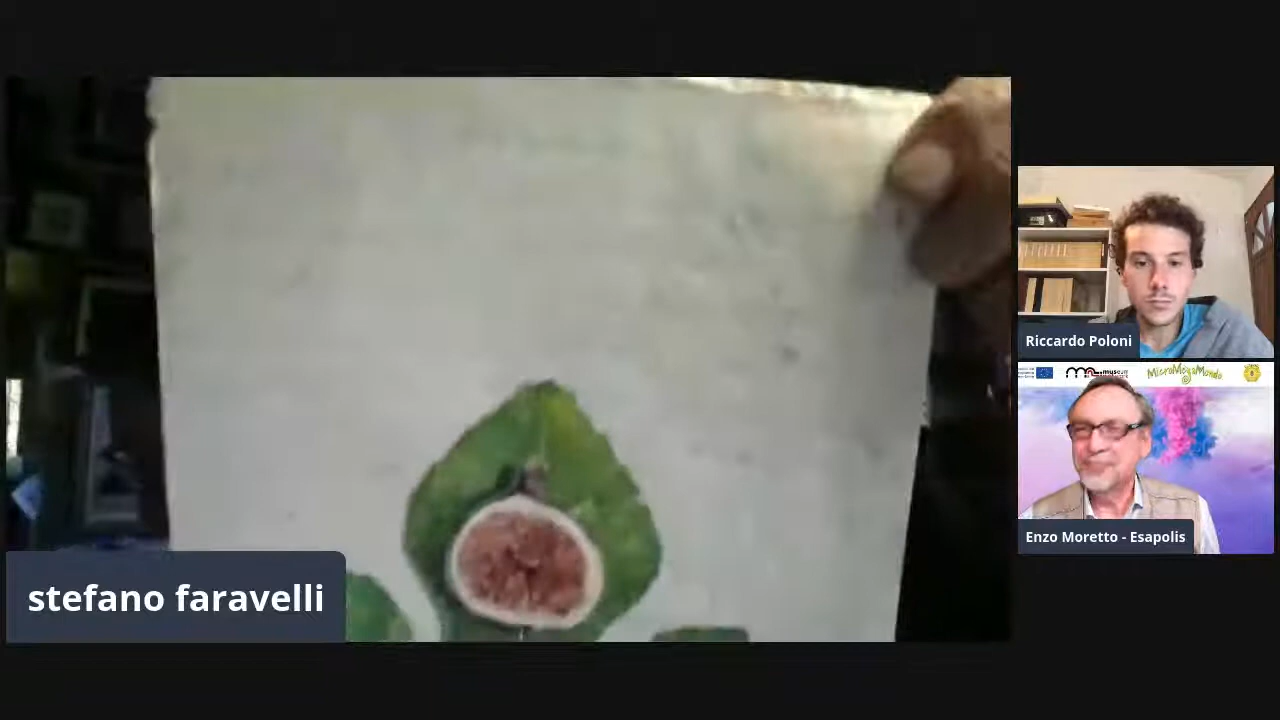 stefano faravelli
Riccardo Poloni
MicroMegaMondo
Enzo Moretto - Esapolis